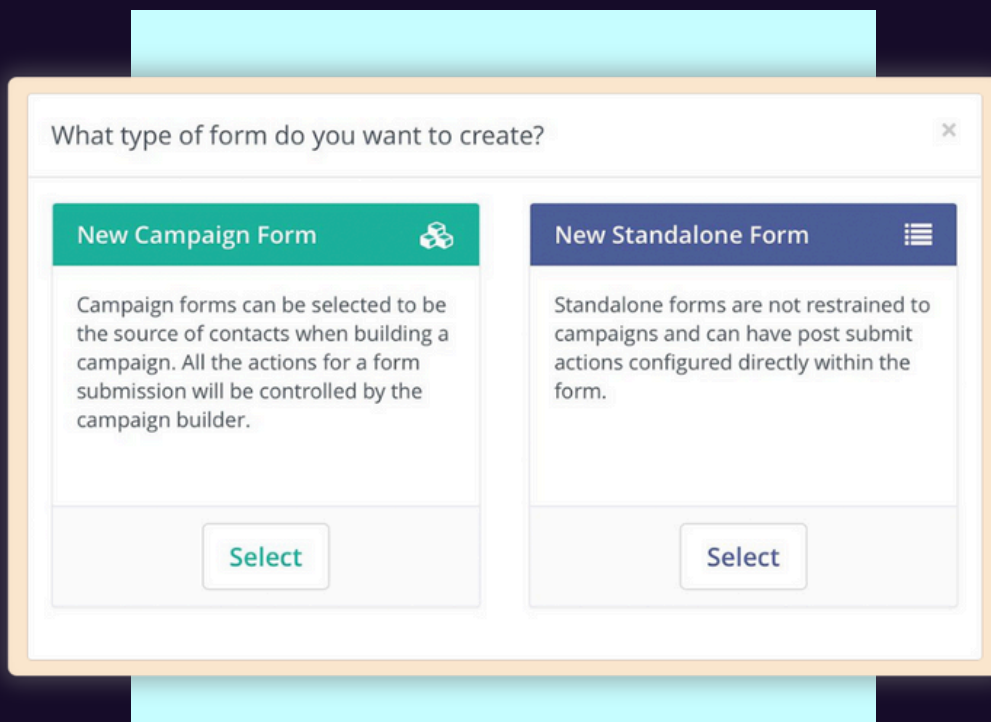 What type of form do you want to create?
×
New Campaign Form
Campaign forms can be selected to be
the source of contacts when building a
campaign. All the actions for a form
submission will be controlled by the
campaign builder.
Select
New Standalone Form
Standalone forms are not restrained to
campaigns and can have post submit
actions configured directly within the
form.
Select